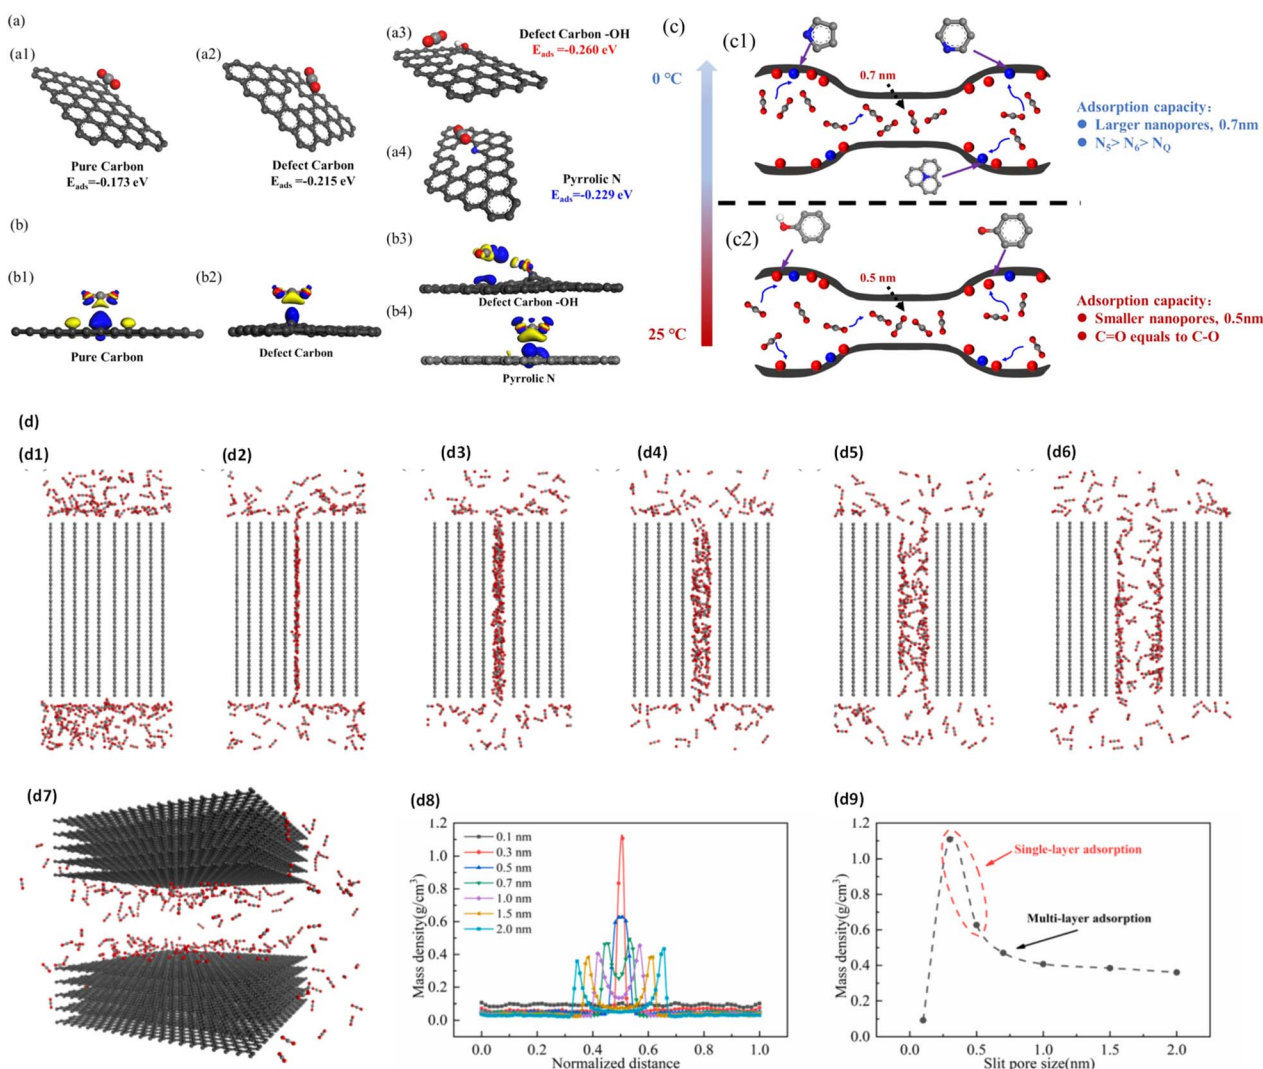 (a)
(a1)
Pure Carbon
E_ads=-0.173 eV
(a2)
Defect Carbon
E_ads=-0.215 eV
(a3)
Defect Carbon -OH
E_ads=-0.260 eV
(a4)
Pyrrolic N
E_ads=-0.229 eV
(b)
(b1)
Pure Carbon
(b2)
Defect Carbon
(b3)
Defect Carbon -OH
(b4)
Pyrrolic N
(c)
0 ℃
25 ℃
(c1)
0.7 nm
Adsorption capacity:
● Larger nanopores, 0.7nm
● N₅> N₆> N_Q
(c2)
0.5 nm
Adsorption capacity:
● Smaller nanopores, 0.5nm
● C=O equals to C-O
(d)
(d1)
(d2)
(d3)
(d4)
(d5)
(d6)
(d7)
(d8)
Mass density(g/cm³)
1.2
1.0
0.8
0.6
0.4
0.2
0.0
0.1 nm
0.3 nm
0.5 nm
0.7 nm
1.0 nm
1.5 nm
2.0 nm
0.0 0.2 0.4 0.6 0.8 1.0
Normalized distance
(d9)
Mass density(g/cm³)
1.2
1.0
0.8
0.6
0.4
0.2
0.0
Single-layer adsorption
Multi-layer adsorption
0.0 0.5 1.0 1.5 2.0
Slit pore size(nm)